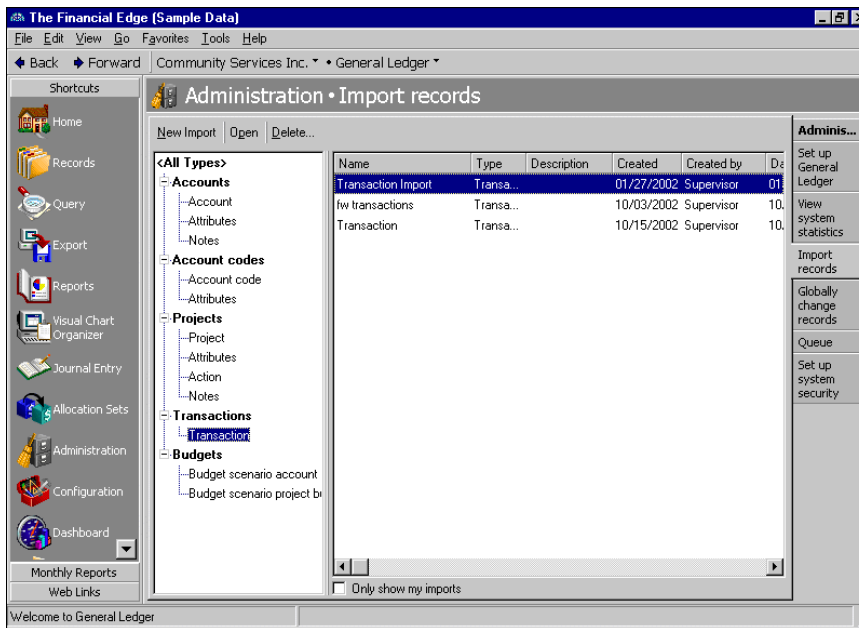 The Financial Edge (Sample Data)
File Edit View Go Favorites Tools Help
Back Forward Community Services Inc. • General Ledger
Shortcuts
Home
Records
Query
Export
Reports
Visual Chart
Organizer
Journal Entry
Allocation Sets
Administration
Configuration
Dashboard
Monthly Reports
Web Links
Administration • Import records
New Import Open Delete...
<All Types>
Accounts
Account
Attributes
Notes
Account codes
Account code
Attributes
Projects
Project
Attributes
Action
Notes
Transactions
Transaction
Budgets
Budget scenario account
Budget scenario project bu
Name Type Description Created Created by Da
Transaction Import Transa... 01/27/2002 Supervisor 01
fw transactions Transa... 10/03/2002 Supervisor 10.
Transaction Transa... 10/15/2002 Supervisor 10.
Only show my imports
Adminis...
Set up
General
Ledger
View
system
statistics
Import
records
Globally
change
records
Queue
Set up
system
security
Welcome to General Ledger